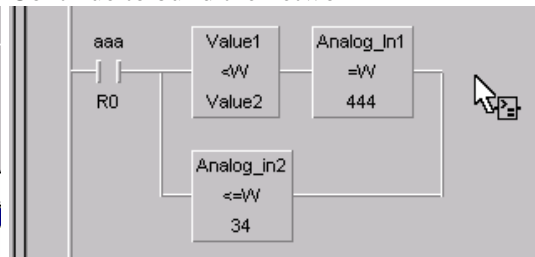 aaa
R0
Value1
<W
Value2
Analog_In1
=W
444
Analog_in2
<=W
34